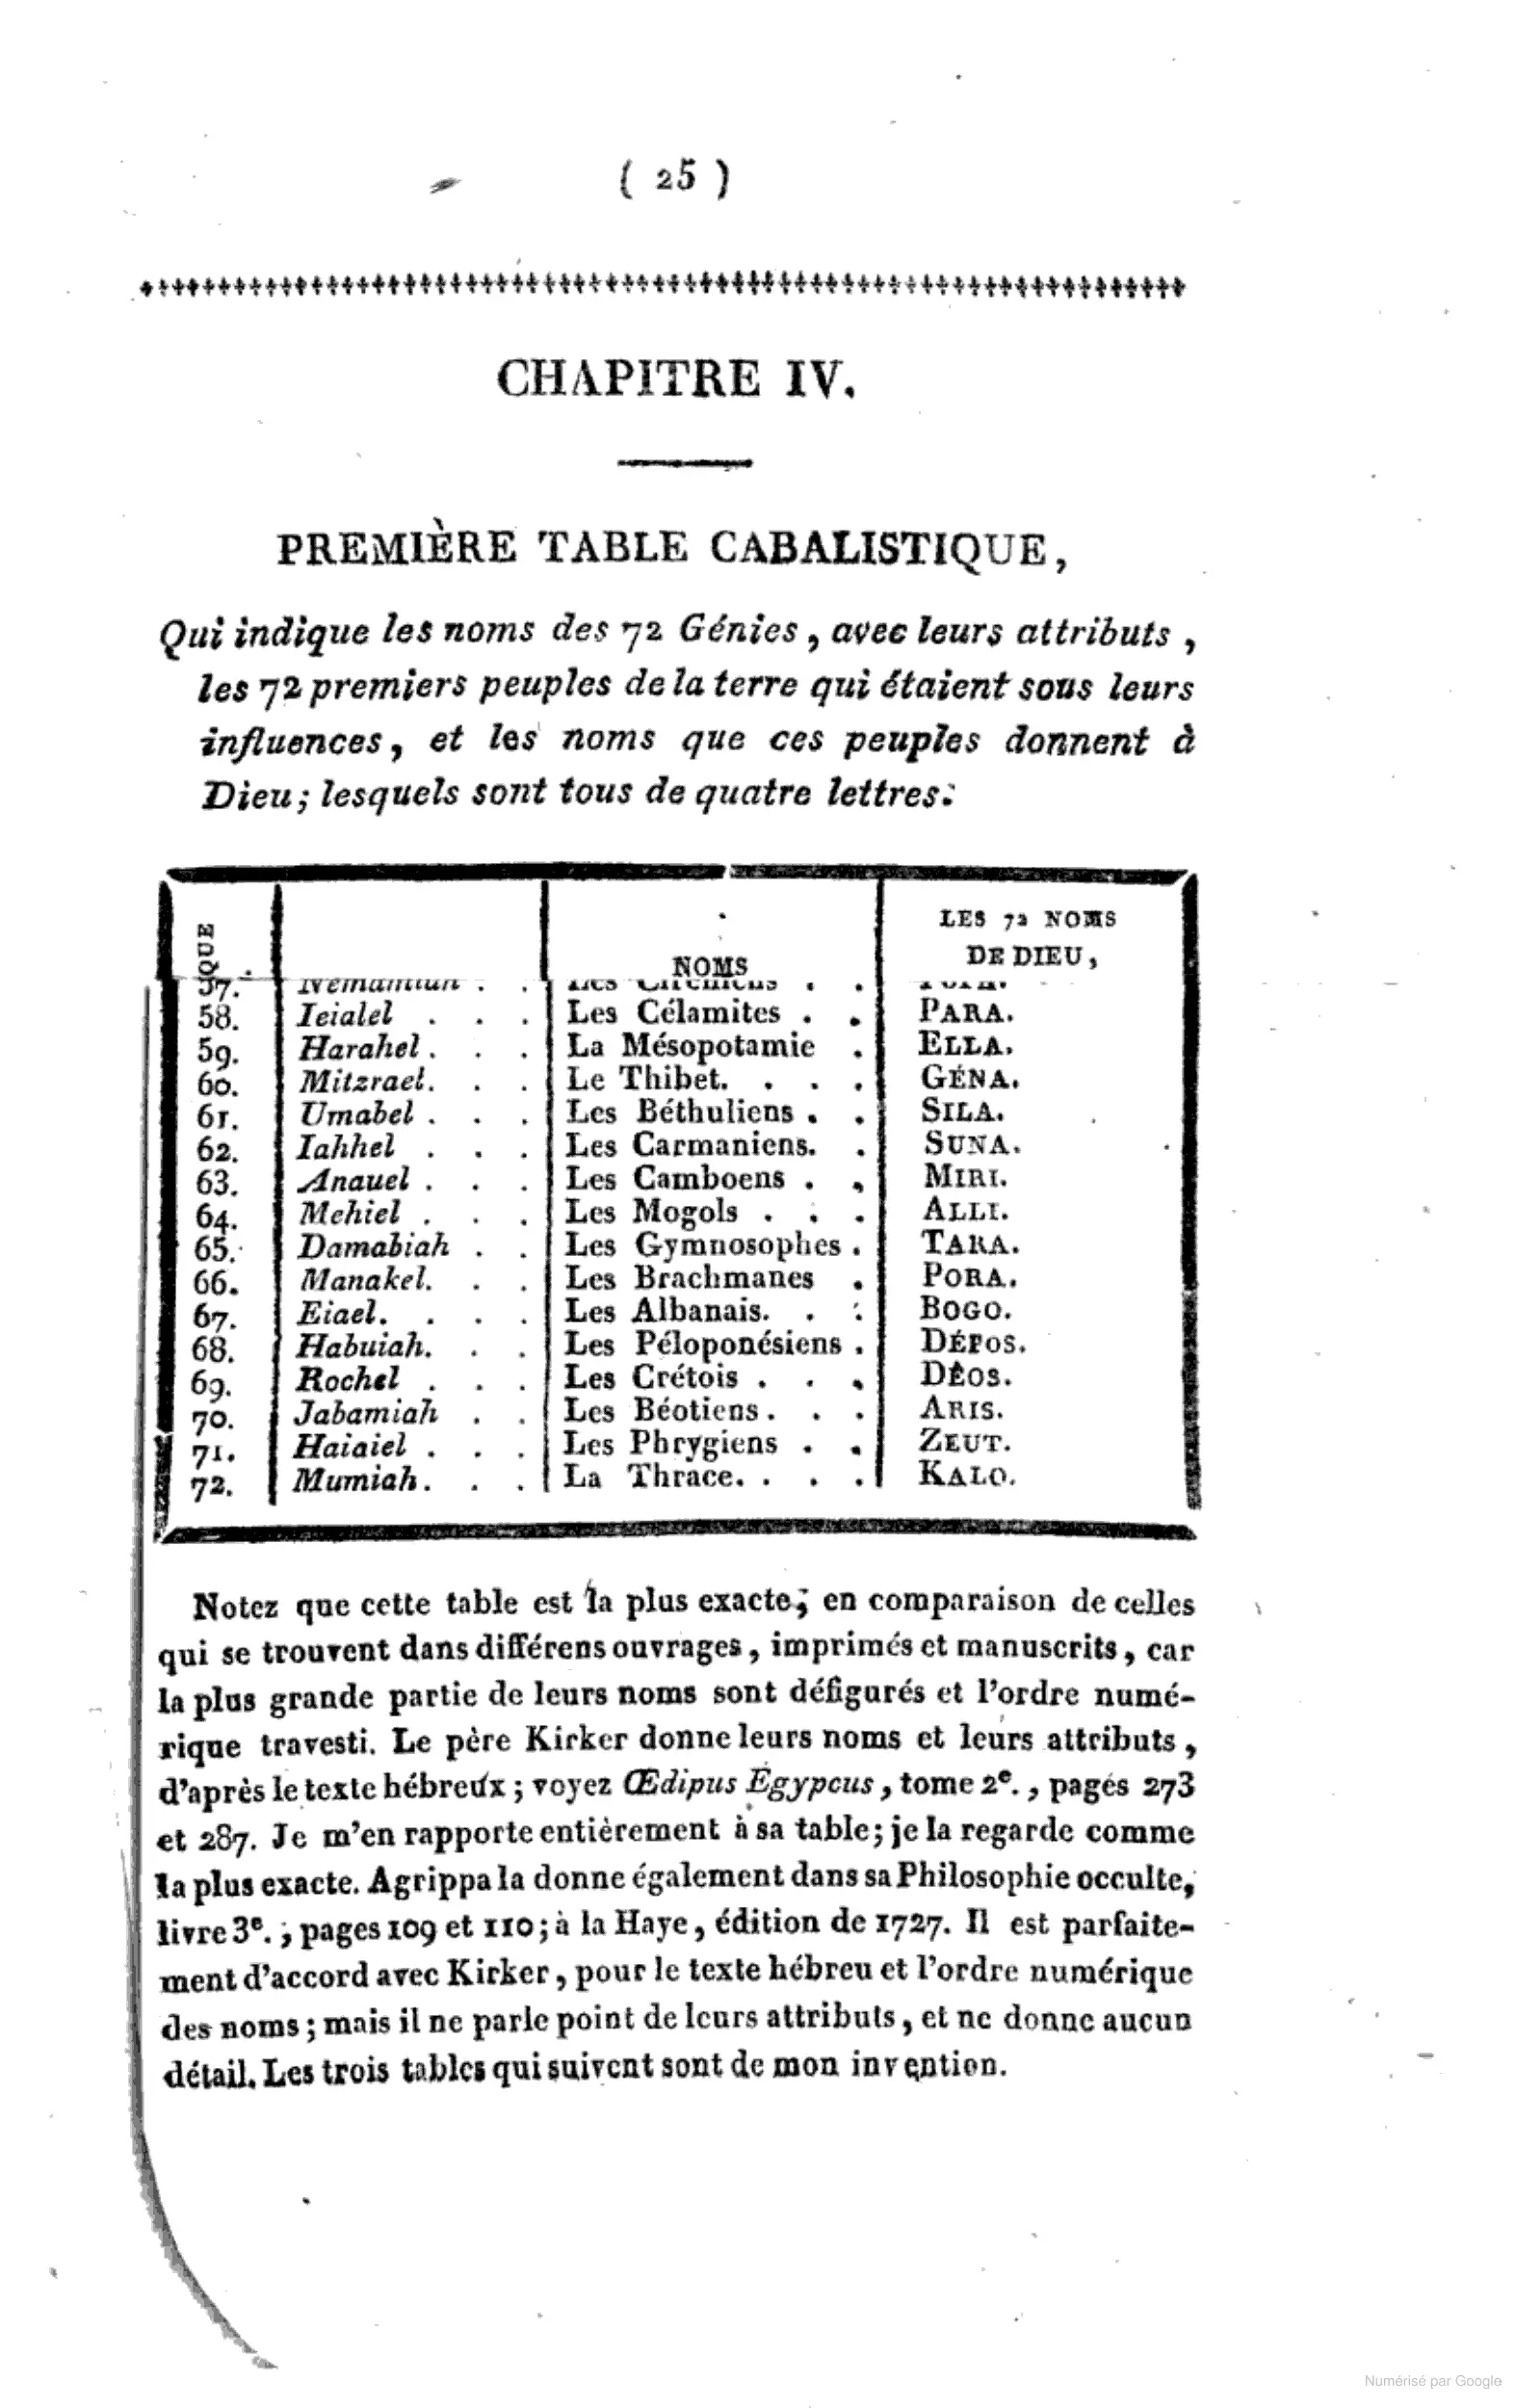 ( 25 )
CHAPITRE IV.
PREMIÈRE TABLE CABALISTIQUE,
Qui indique les noms des 72 Génies, avec leurs attributs,
les 72 premiers peuples de la terre qui étaient sous leurs
influences, et les noms que ces peuples donnent à
Dieu; lesquels sont tous de quatre lettres:
QUE NOMS LES 72 NOMS
DE DIEU,
57.
58. Ieialel . . . Les Célamites . . PARA.
59. Harahel . . . La Mésopotamie . ELLA.
60. Mitzrael. . . Le Thibet. . . . GÉNA.
61. Umabel . . . Les Béthuliens . . SILA.
62. Iahhel . . . Les Carmaniens. . SUNA.
63. Anauel . . . Les Camboens . . MIRI.
64. Mehiel . . . Les Mogols . . . ALLI.
65. Damabiah . . Les Gymnosophes . TARA.
66. Manakel. . . Les Brachmanes . PORA.
67. Eiael. . . . Les Albanais. . . BOGO.
68. Habuiah. . . Les Péloponésiens . DÉPOS.
69. Rochel . . . Les Crétois . . . DÉOS.
70. Jabamiah . . Les Béotiens. . . ARIS.
71. Haiaiel . . . Les Phrygiens . . ZEUT.
72. Mumiah. . . La Thrace. . . . KALO.
Notez que cette table est la plus exacte; en comparaison de celles
qui se trouvent dans différens ouvrages, imprimés et manuscrits, car
la plus grande partie de leurs noms sont défigurés et l'ordre numé-
rique travesti. Le père Kirker donne leurs noms et leurs attributs,
d'après le texte hébreux; voyez Œdipus Égypcus, tome 2e., pages 273
et 287. Je m'en rapporte entièrement à sa table; je la regarde comme
la plus exacte. Agrippa la donne également dans sa Philosophie occulte,
livre 3e.; pages 109 et 110; à la Haye, édition de 1727. Il est parfaite-
ment d'accord avec Kirker, pour le texte hébreu et l'ordre numérique
des noms; mais il ne parle point de leurs attributs, et ne donne aucun
détail. Les trois tables qui suivent sont de mon invention.
Numérisé par Google